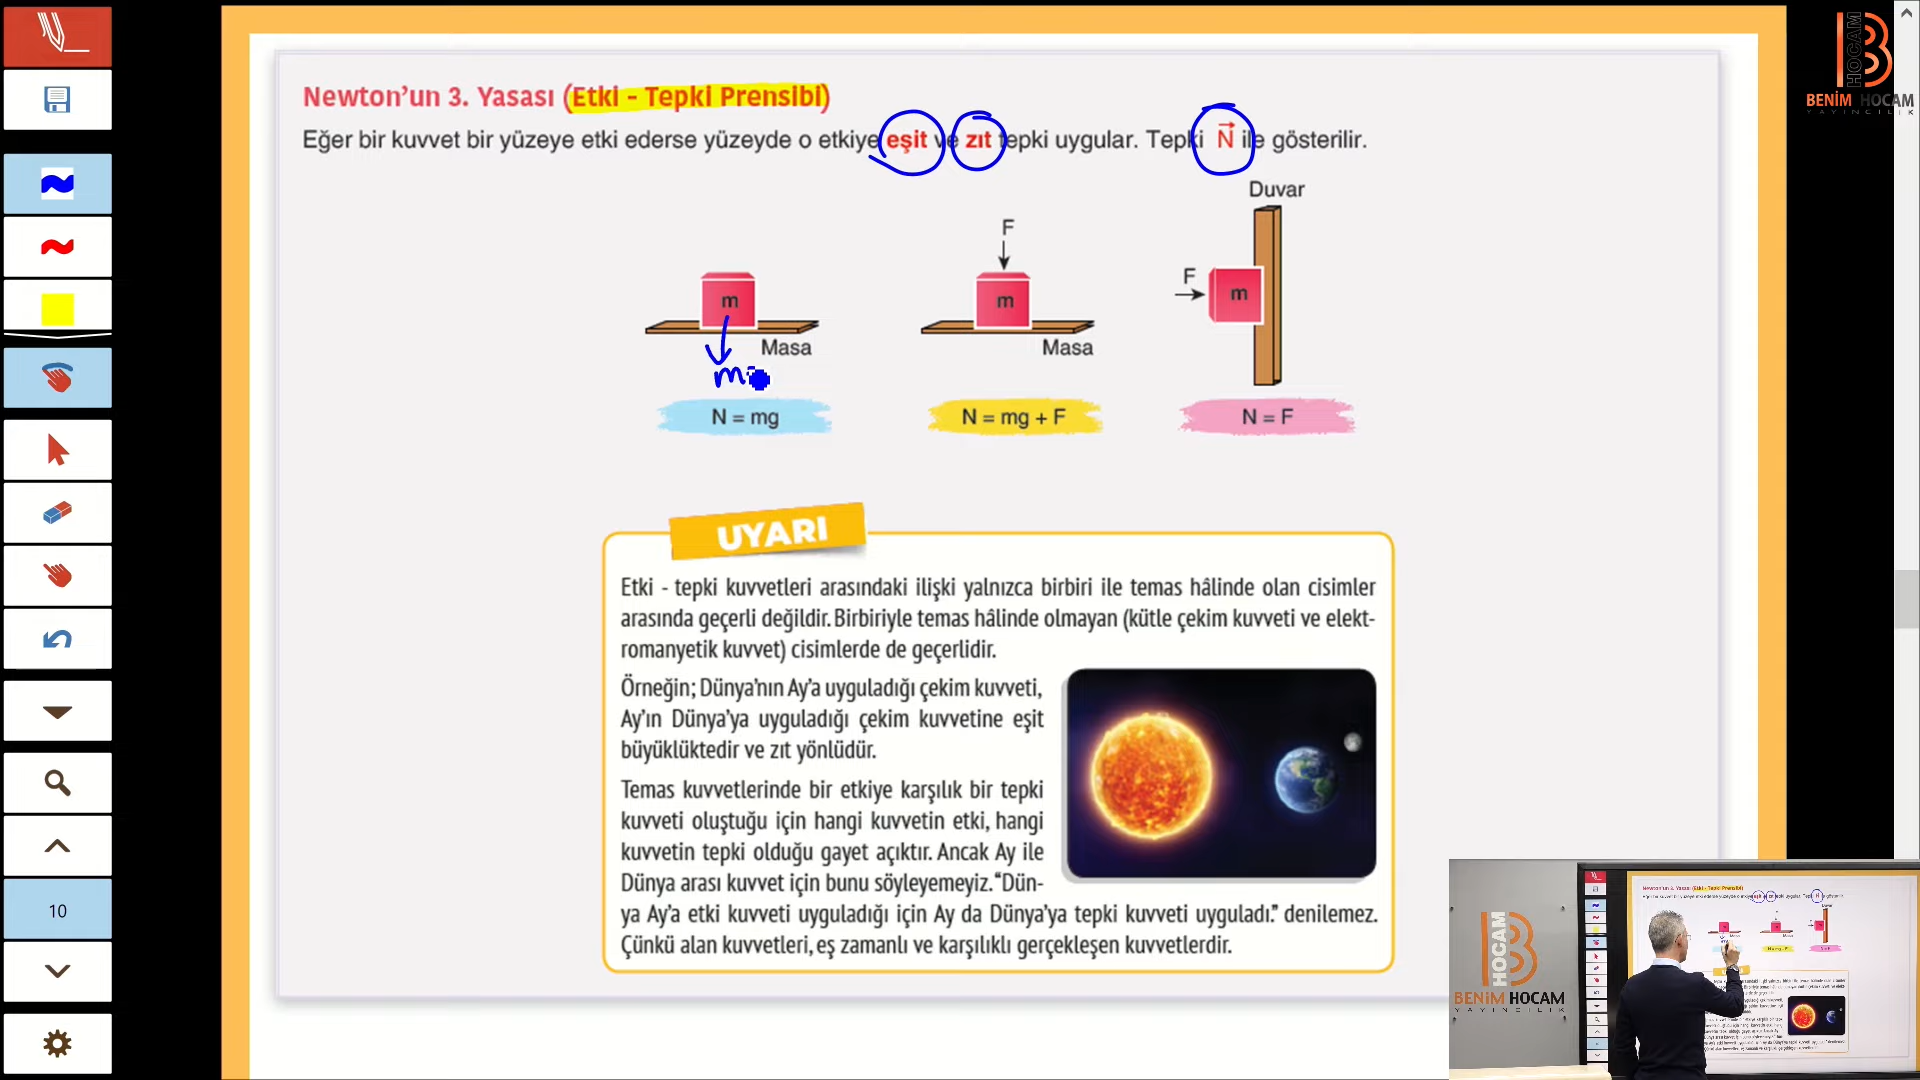 BENİM HOCAM
YAYINCILIK
Newton'un 3. Yasası (Etki - Tepki Prensibi)
Eğer bir kuvvet bir yüzeye etki ederse yüzeyde o etkiye eşit ve zıt tepki uygular. Tepki N ile gösterilir.
Duvar
F
F
m
m
m
Masa
Masa
m
N = mg
N = mg + F
N = F
UYARI
Etki - tepki kuvvetleri arasındaki ilişki yalnızca birbiri ile temas hâlinde olan cisimler
arasında geçerli değildir. Birbiriyle temas hâlinde olmayan (kütle çekim kuvveti ve elekt-
romanyetik kuvvet) cisimlerde de geçerlidir.
Örneğin; Dünya'nın Ay'a uyguladığı çekim kuvveti,
Ay'ın Dünya'ya uyguladığı çekim kuvvetine eşit
büyüklüktedir ve zıt yönlüdür.
Temas kuvvetlerinde bir etkiye karşılık bir tepki
kuvveti oluştuğu için hangi kuvvetin etki, hangi
kuvvetin tepki olduğu gayet açıktır. Ancak Ay ile
Dünya arası kuvvet için bunu söyleyemeyiz. "Dün-
ya Ay'a etki kuvveti uyguladığı için Ay da Dünya'ya tepki kuvveti uyguladı." denilemez.
Çünkü alan kuvvetleri, eş zamanlı ve karşılıklı gerçekleşen kuvvetlerdir.
10
HOCAM
BENİM HOCAM
YAYINCILIK